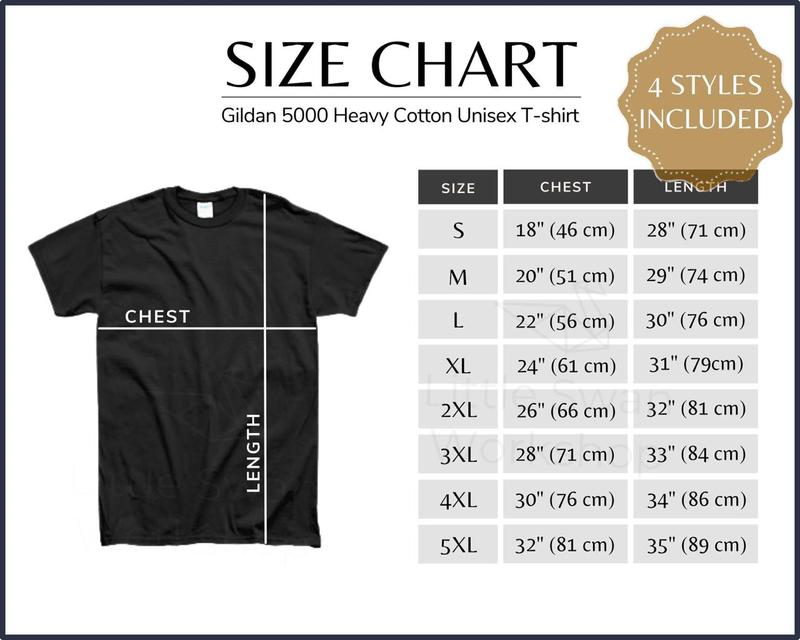 SIZE CHART
Gildan 5000 Heavy Cotton Unisex T-shirt
4 STYLES
INCLUDED
SIZE CHEST LENGTH
S 18" (46 cm) 28" (71 cm)
M 20" (51 cm) 29" (74 cm)
L 22" (56 cm) 30" (76 cm)
XL 24" (61 cm) 31" (79cm)
2XL 26" (66 cm) 32" (81 cm)
3XL 28" (71 cm) 33" (84 cm)
4XL 30" (76 cm) 34" (86 cm)
5XL 32" (81 cm) 35" (89 cm)
CHEST
LENGTH
Little Swan
Workshop